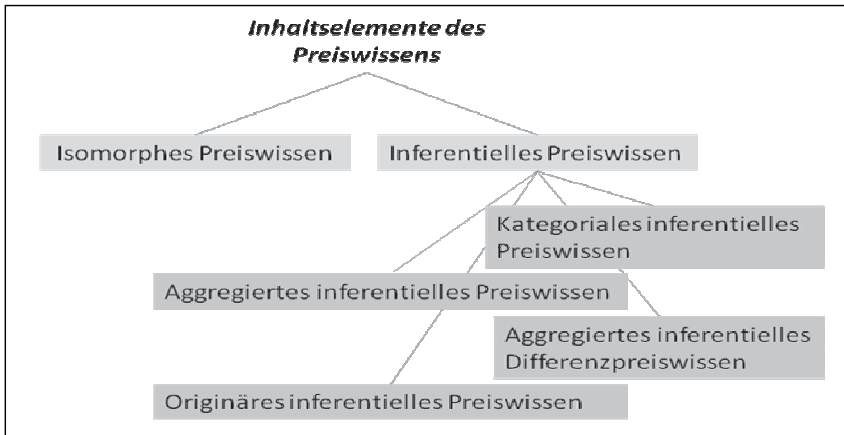 Inhaltselemente des
Preiswissens
Isomorphes Preiswissen
Inferentielles Preiswissen
Kategoriales inferentielles
Preiswissen
Aggregiertes inferentielles Preiswissen
Aggregiertes inferentielles
Differenzpreiswissen
Originäres inferentielles Preiswissen